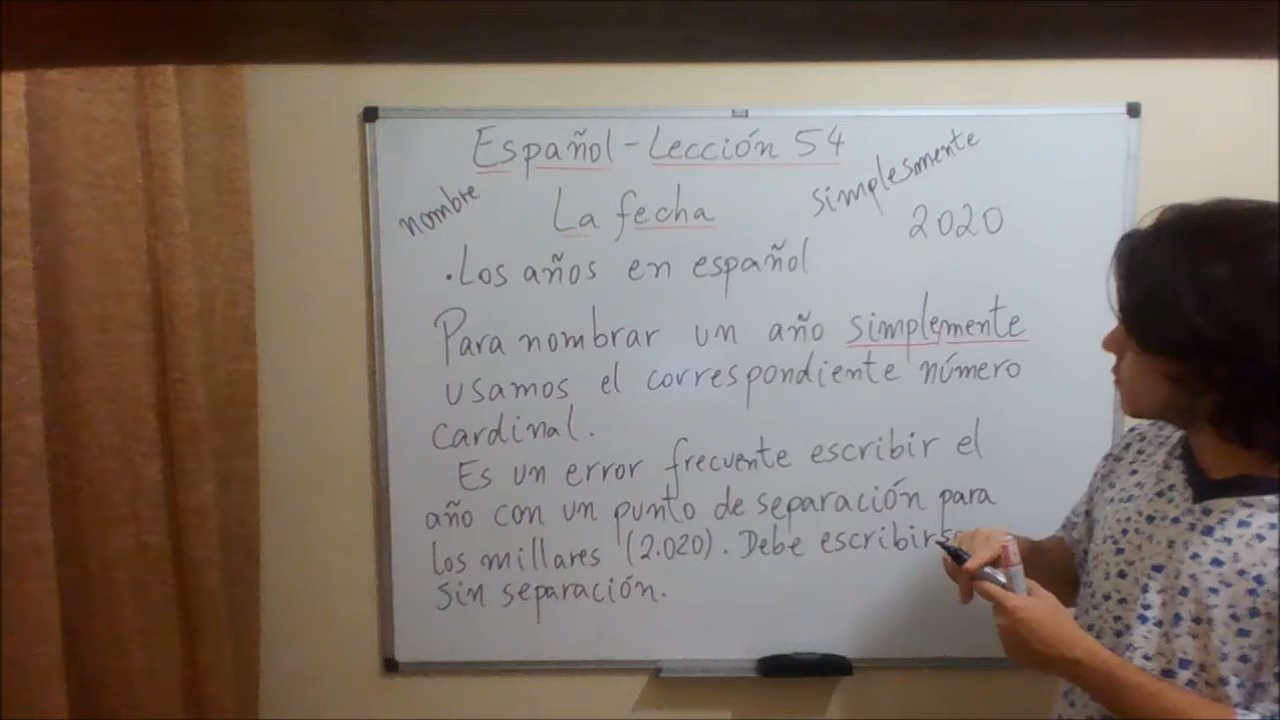 Español - Lección 54
nombre
La fecha
simplesmente
2020
• Los años en español
Para nombrar un año simplemente
usamos el correspondiente número
cardinal.
Es un error frecuente escribir el
año con un punto de separación para
los millares (2.020). Debe escribirse
sin separación.